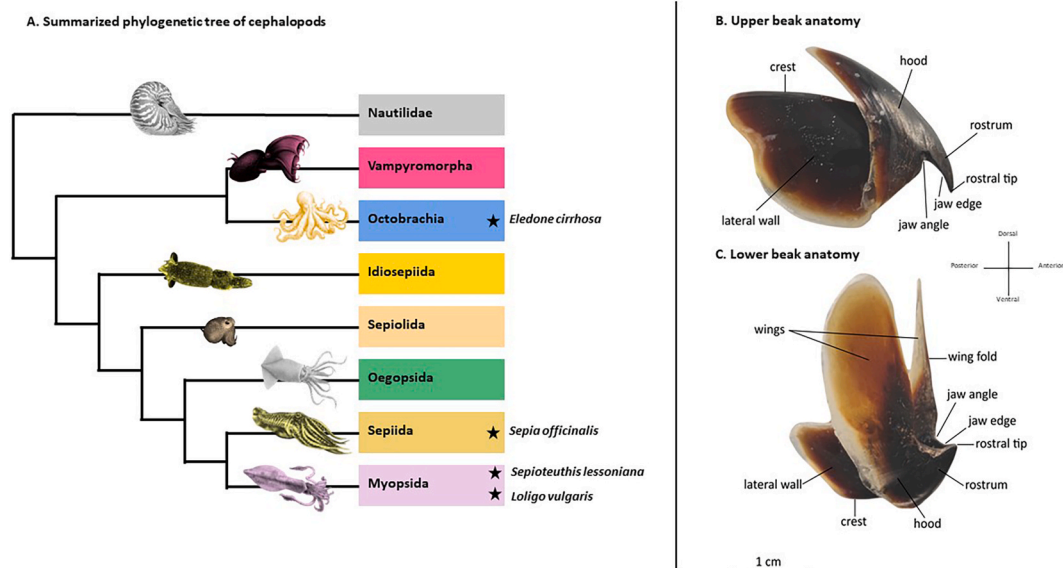 A. Summarized phylogenetic tree of cephalopods
Nautilidae
Vampyromorpha
Octobrachia
Eledone cirrhosa
Idiosepiida
Sepiolida
Oegopsida
Sepiida
Sepia officinalis
Myopsida
Sepioteuthis lessoniana
Loligo vulgaris
B. Upper beak anatomy
crest
hood
rostrum
rostral tip
jaw edge
jaw angle
lateral wall
Dorsal
Posterior
Anterior
Ventral
C. Lower beak anatomy
wings
wing fold
jaw angle
jaw edge
rostral tip
rostrum
lateral wall
crest
hood
1 cm